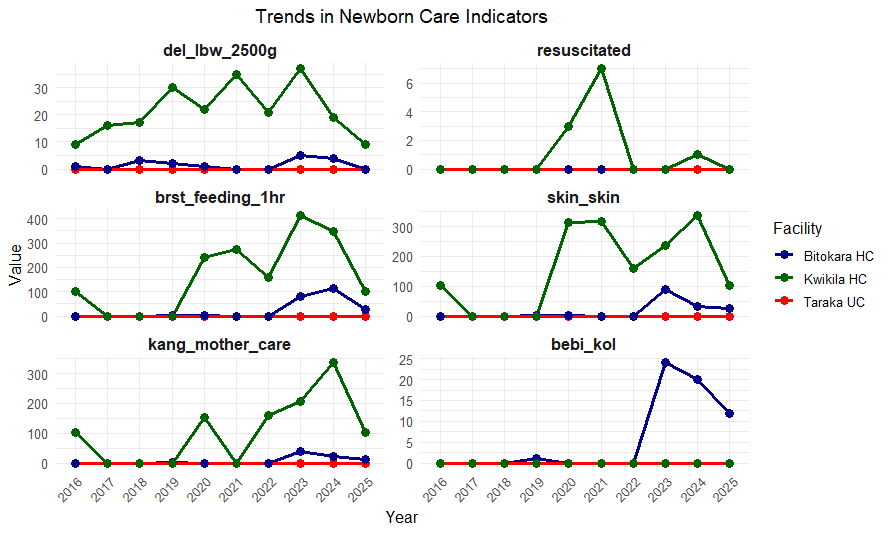 Trends in Newborn Care Indicators
del_lbw_2500g
resuscitated
30
20
10
0
6
4
2
0
brst_feeding_1hr
skin_skin
400
300
200
100
0
300
200
100
0
kang_mother_care
bebi_kol
300
200
100
0
25
20
15
10
5
0
2016 2017 2018 2019 2020 2021 2022 2023 2024 2025
2016 2017 2018 2019 2020 2021 2022 2023 2024 2025
Value
Year
Facility
Bitokara HC
Kwikila HC
Taraka UC